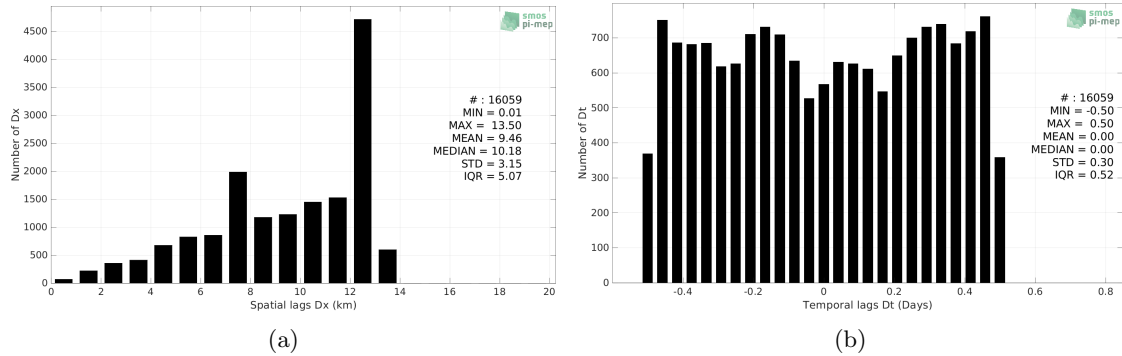 smos
pi-mep
Number of Dx
4500
4000
3500
3000
2500
2000
1500
1000
500
0
# : 16059
MIN = 0.01
MAX = 13.50
MEAN = 9.46
MEDIAN = 10.18
STD = 3.15
IQR = 5.07
0 2 4 6 8 10 12 14 16 18 20
Spatial lags Dx (km)
(a)
smos
pi-mep
Number of Dt
700
600
500
400
300
200
100
0
# : 16059
MIN = -0.50
MAX = 0.50
MEAN = 0.00
MEDIAN = 0.00
STD = 0.30
IQR = 0.52
-0.4 -0.2 0 0.2 0.4 0.6 0.8
Temporal lags Dt (Days)
(b)